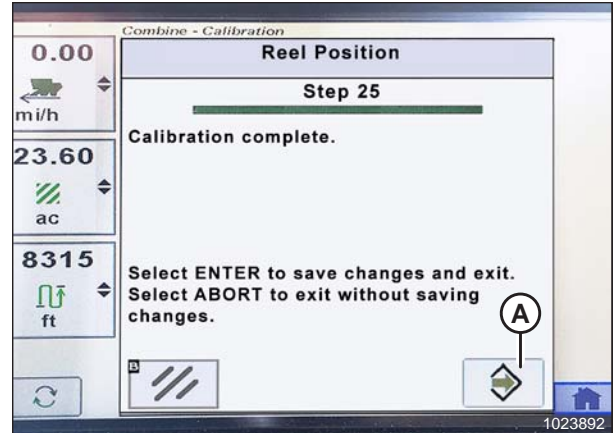 Combine - Calibration
Reel Position
Step 25
Calibration complete.
Select ENTER to save changes and exit.
Select ABORT to exit without saving
changes.
B
A
0.00
mi/h
23.60
ac
8315
ft
1023892